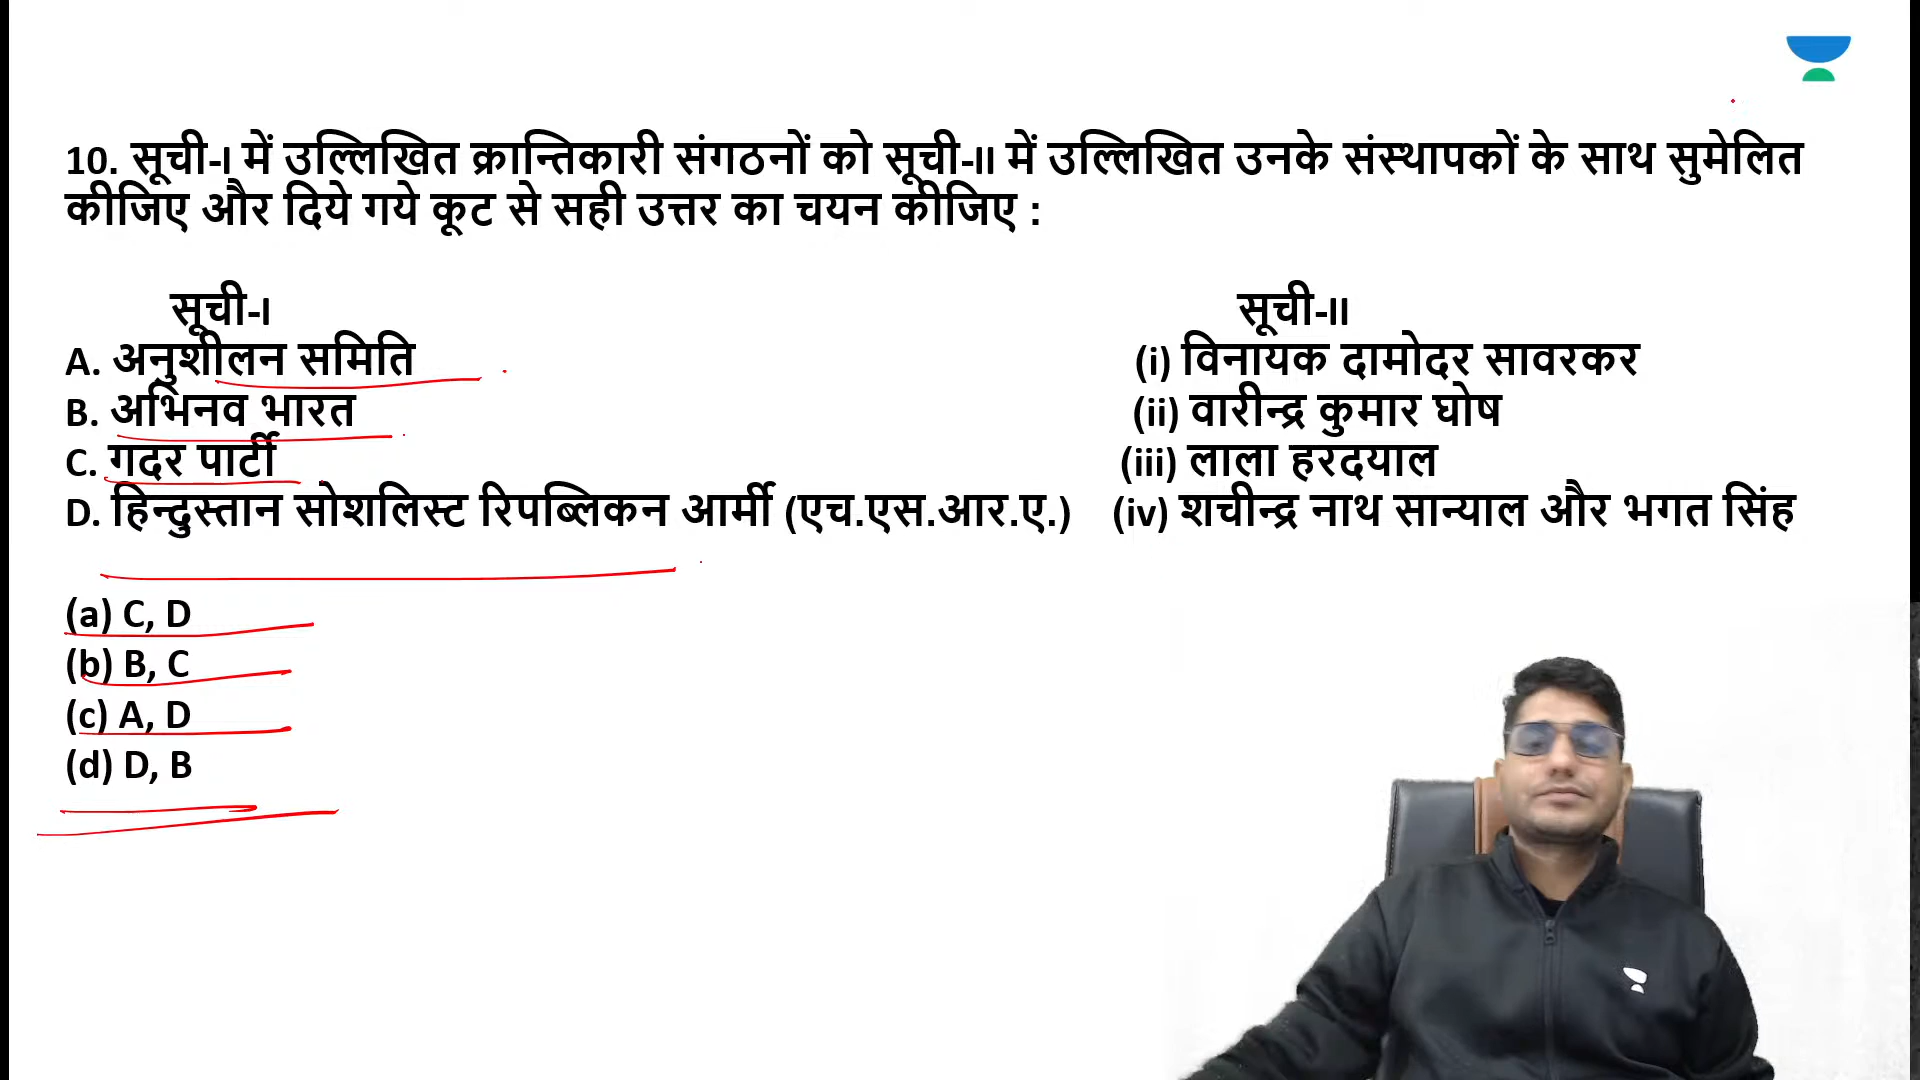 10. सूची-I में उल्लिखित क्रान्तिकारी संगठनों को सूची-II में उल्लिखित उनके संस्थापकों के साथ सुमेलित
कीजिए और दिये गये कूट से सही उत्तर का चयन कीजिए :
सूची-I सूची-II
A. अनुशीलन समिति (i) विनायक दामोदर सावरकर
B. अभिनव भारत (ii) वारीन्द्र कुमार घोष
C. गदर पार्टी (iii) लाला हरदयाल
D. हिन्दुस्तान सोशलिस्ट रिपब्लिकन आर्मी (एच.एस.आर.ए.) (iv) शचीन्द्र नाथ सान्याल और भगत सिंह
(a) C, D
(b) B, C
(c) A, D
(d) D, B